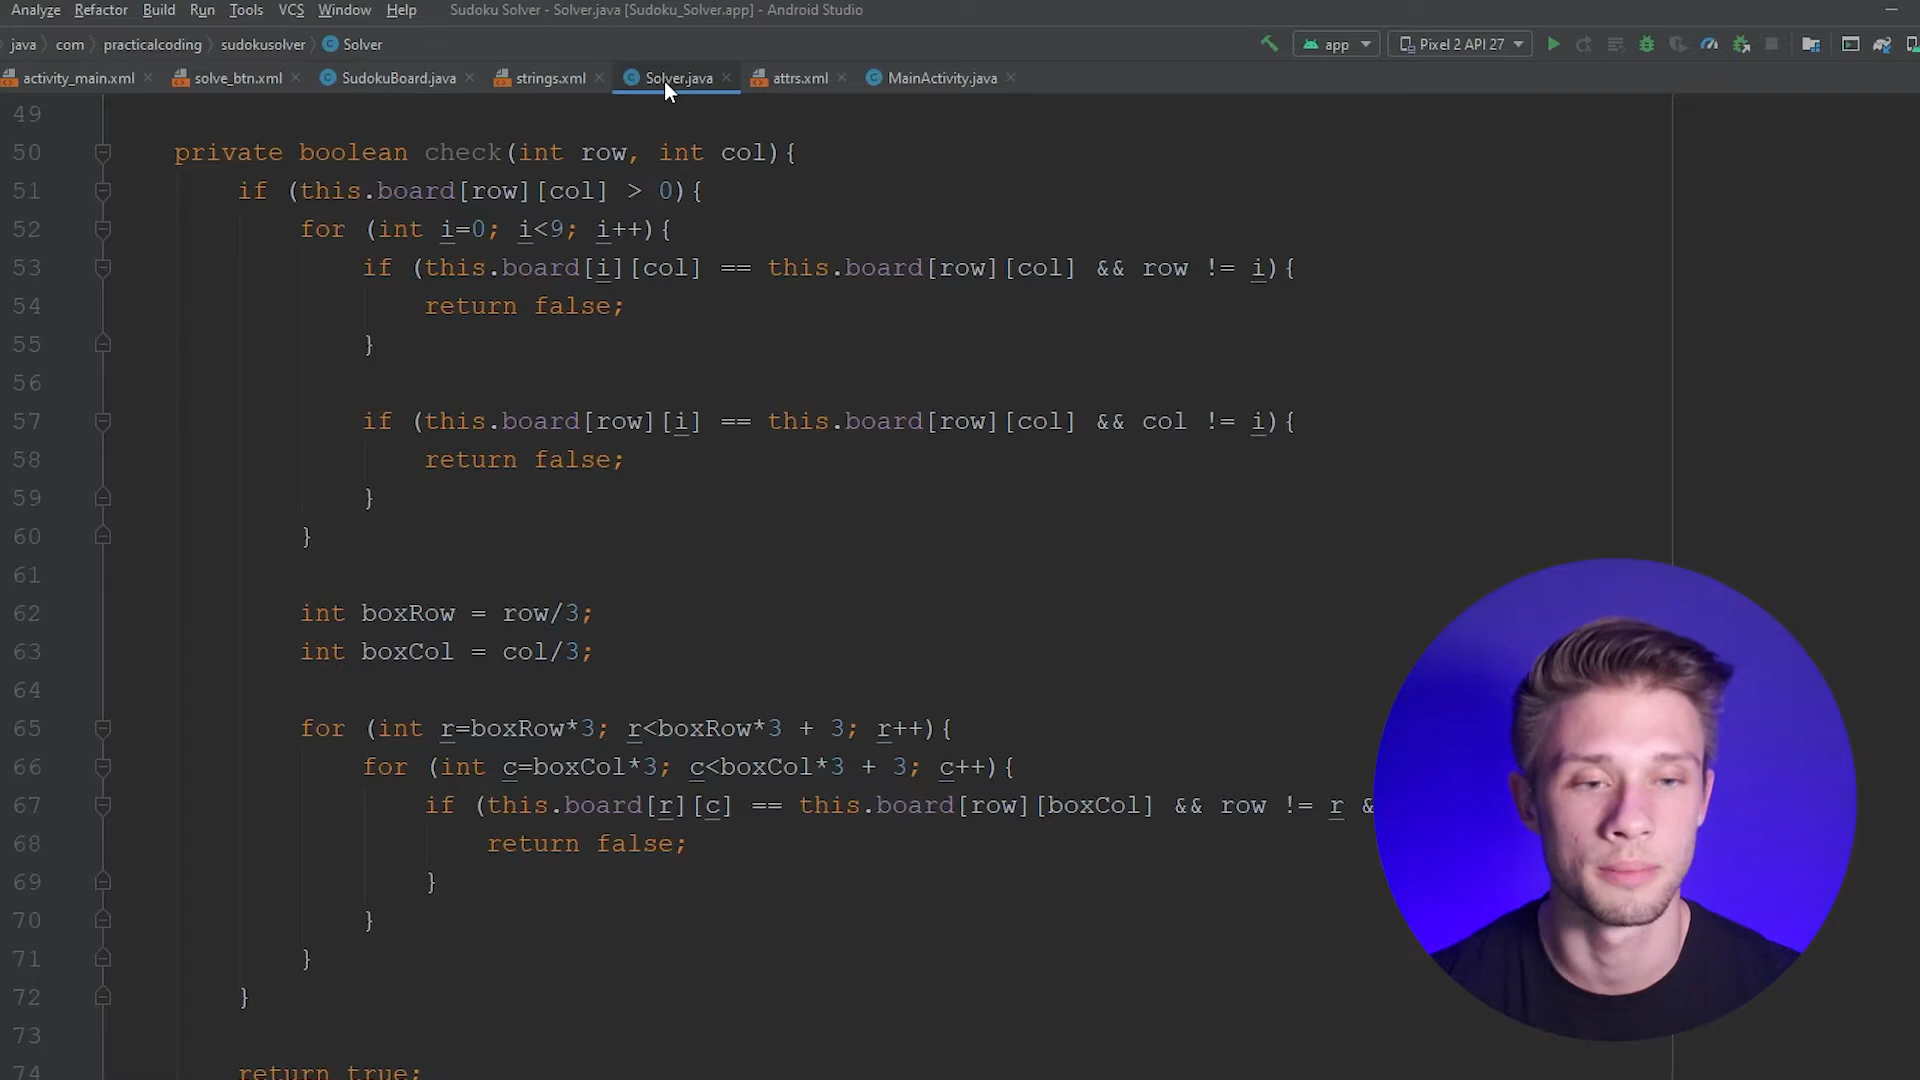 Analyze Refactor Build Run Tools VCS Window Help Sudoku Solver - Solver.java [Sudoku_Solver.app] - Android Studio
java com practicalcoding sudokusolver Solver app Pixel 2 API 27
activity_main.xml solve_btn.xml SudokuBoard.java strings.xml Solver.java attrs.xml MainActivity.java
49
50 private boolean check(int row, int col){
51 if (this.board[row][col] > 0){
52 for (int i=0; i<9; i++){
53 if (this.board[i][col] == this.board[row][col] && row != i){
54 return false;
55 }
56
57 if (this.board[row][i] == this.board[row][col] && col != i){
58 return false;
59 }
60 }
61
62 int boxRow = row/3;
63 int boxCol = col/3;
64
65 for (int r=boxRow*3; r<boxRow*3 + 3; r++){
66 for (int c=boxCol*3; c<boxCol*3 + 3; c++){
67 if (this.board[r][c] == this.board[row][boxCol] && row != r &
68 return false;
69 }
70 }
71 }
72 }
73
74 return true;